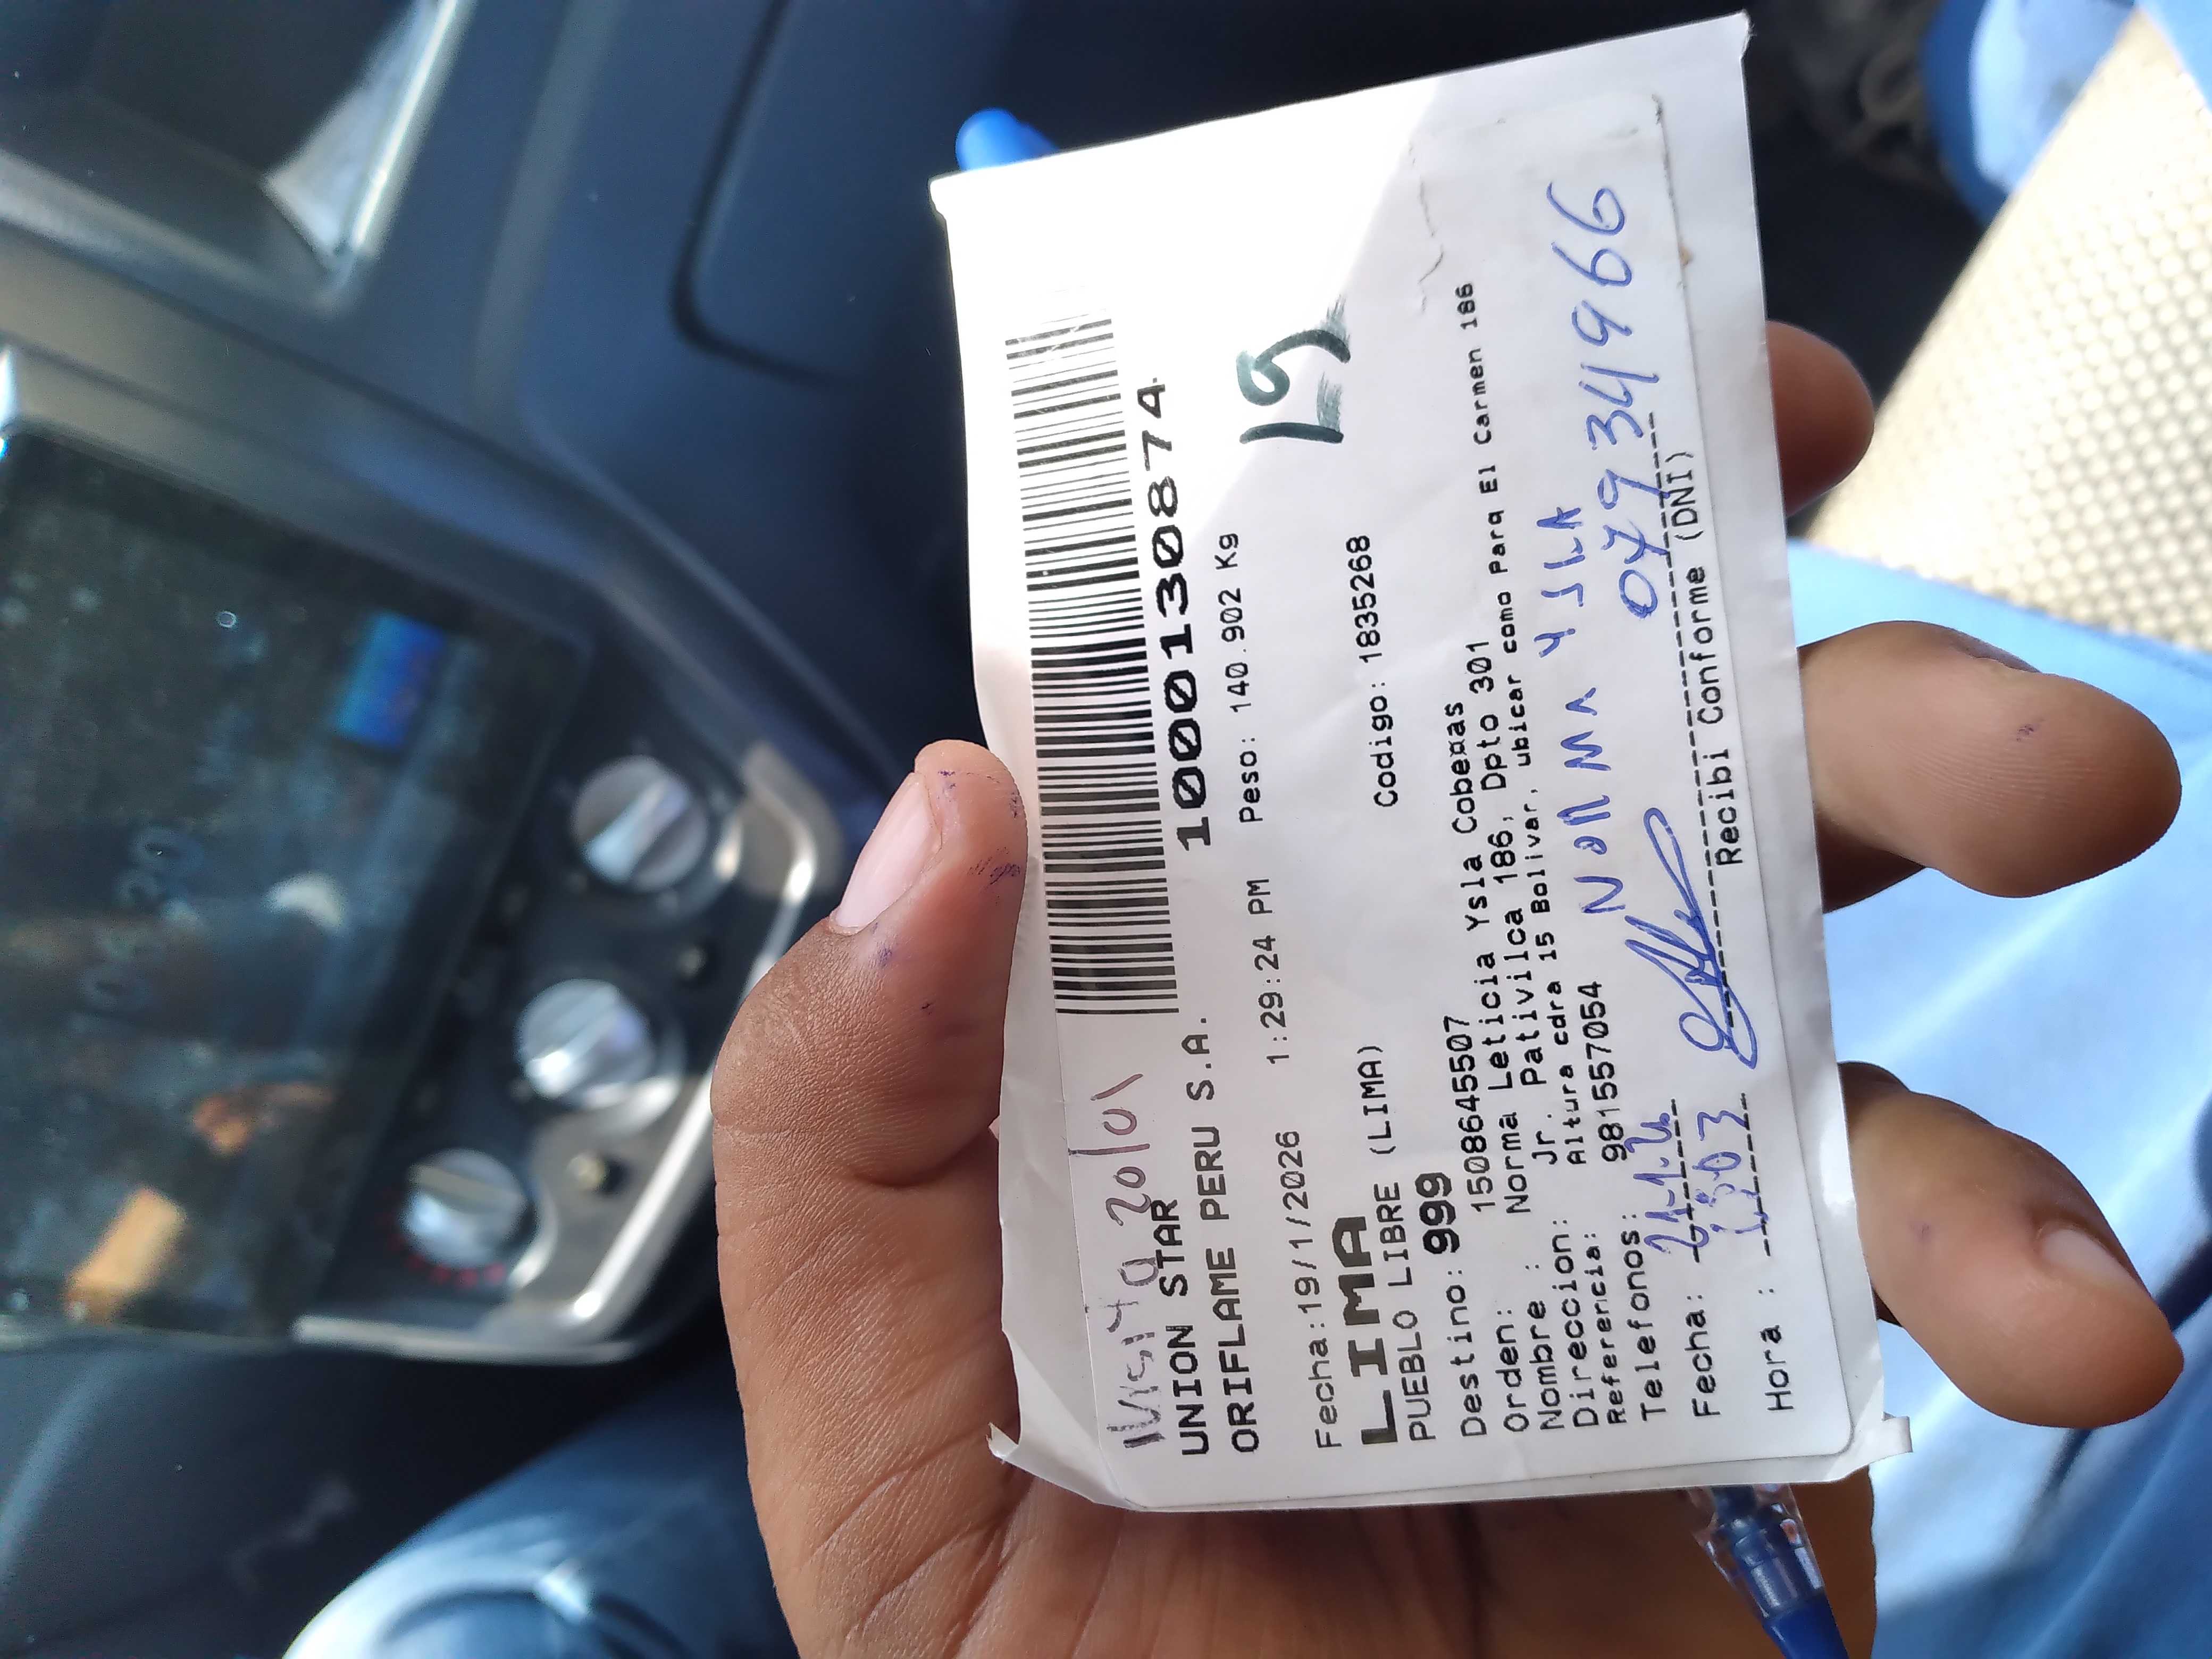 Visita 20/01
UNION STAR
ORIFLAME PERU S.A.
1000130874
Fecha:19/1/2026 1:29:24 PM Peso: 140.902 Kg
LIMA
L9
PUEBLO LIBRE (LIMA) Codigo: 1835268
Destino: 999
Orden: 1508645507
Nombre : Norma Leticia Ysla Cobenas
Direccion: Jr. Pativilca 186, Dpto 301
Referencia: Altura cdra 15 Bolivar, ubicar como Para El Carmen 186
Telefonos: 981557054
NORMA YSLA
07934966
Fecha: 21-1-26
Hora : 15:03
Recibi Conforme (DNI)